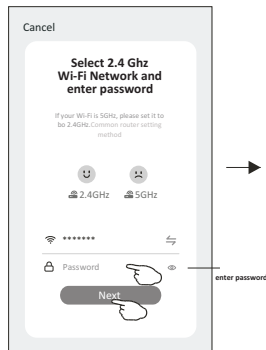 Cancel
Select 2.4 Ghz
Wi-Fi Network and
enter password
If your Wi-Fi is 5GHz, please set it to
bo 2.4GHz.Common router setting
method
2.4GHz
5GHz
*******
Password
enter password
Next